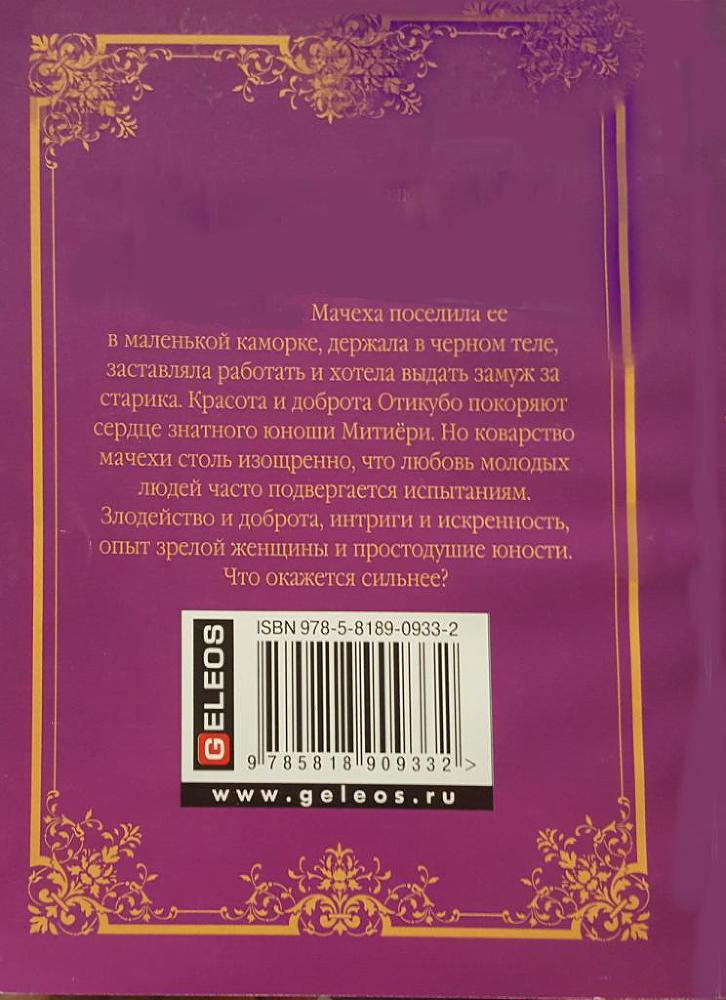 Мачеха поселила ее
в маленькой каморке, держала в черном теле,
заставляла работать и хотела выдать замуж за
старика. Красота и доброта Отикубо покоряют
сердце знатного юноши Митиёри. Но коварство
мачехи столь изощренно, что любовь молодых
людей часто подвергается испытаниям.
Злодейство и доброта, интриги и искренность,
опыт зрелой женщины и простодушие юности.
Что окажется сильнее?
ISBN 978-5-8189-0933-2
GELEOS
9 785818 909332 >
www.geleos.ru